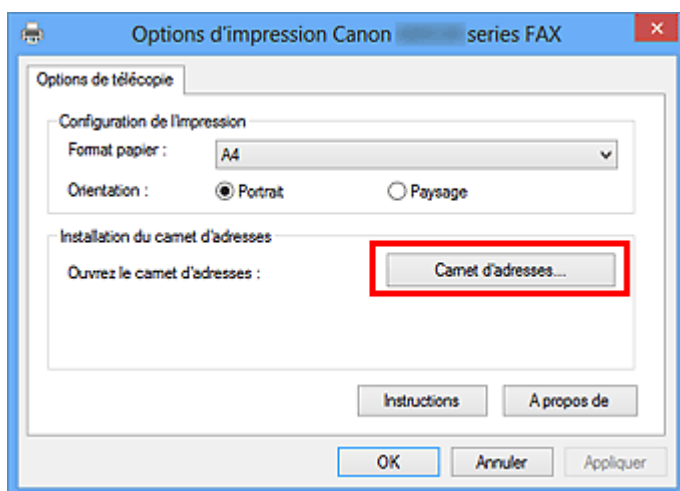 Options d'impression Canon series FAX
Options de télécopie
Configuration de l'impression
Format papier :
A4
Orientation :
Portrait
Paysage
Installation du carnet d'adresses
Ouvrez le carnet d'adresses :
Carnet d'adresses...
Instructions
A propos de
OK
Annuler
Appliquer